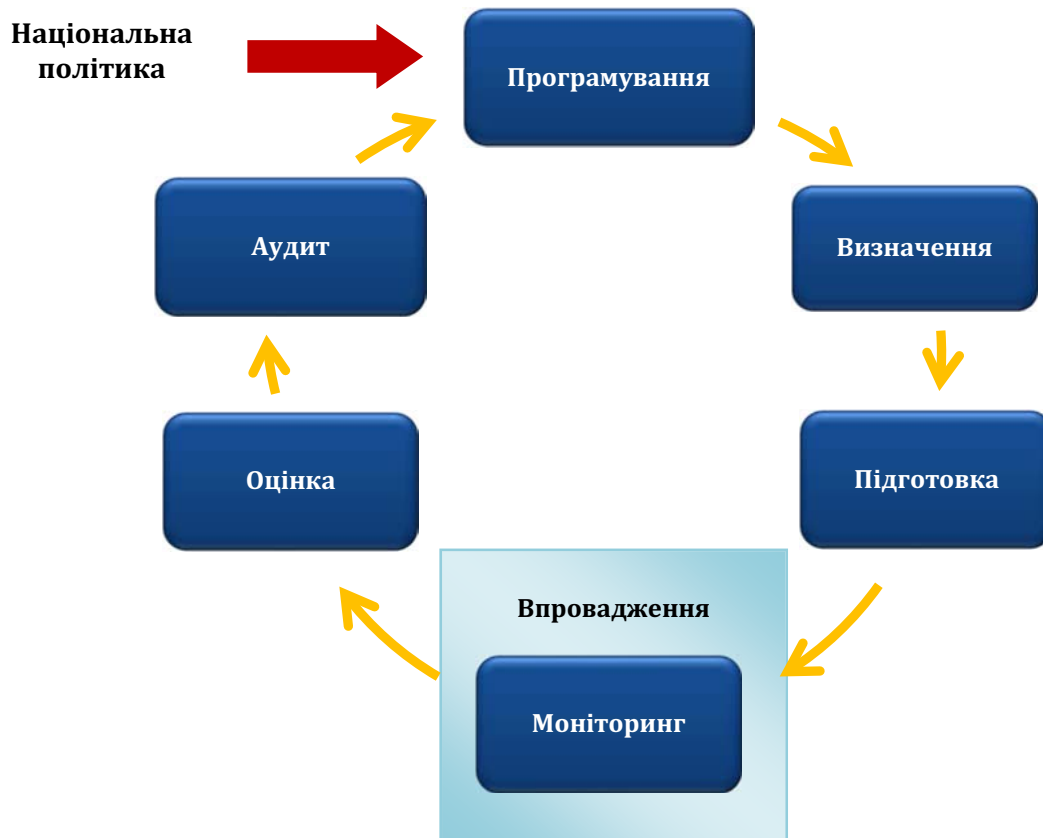 Національна
політика
Програмування
Аудит
Визначення
Оцінка
Підготовка
Впровадження
Моніторинг